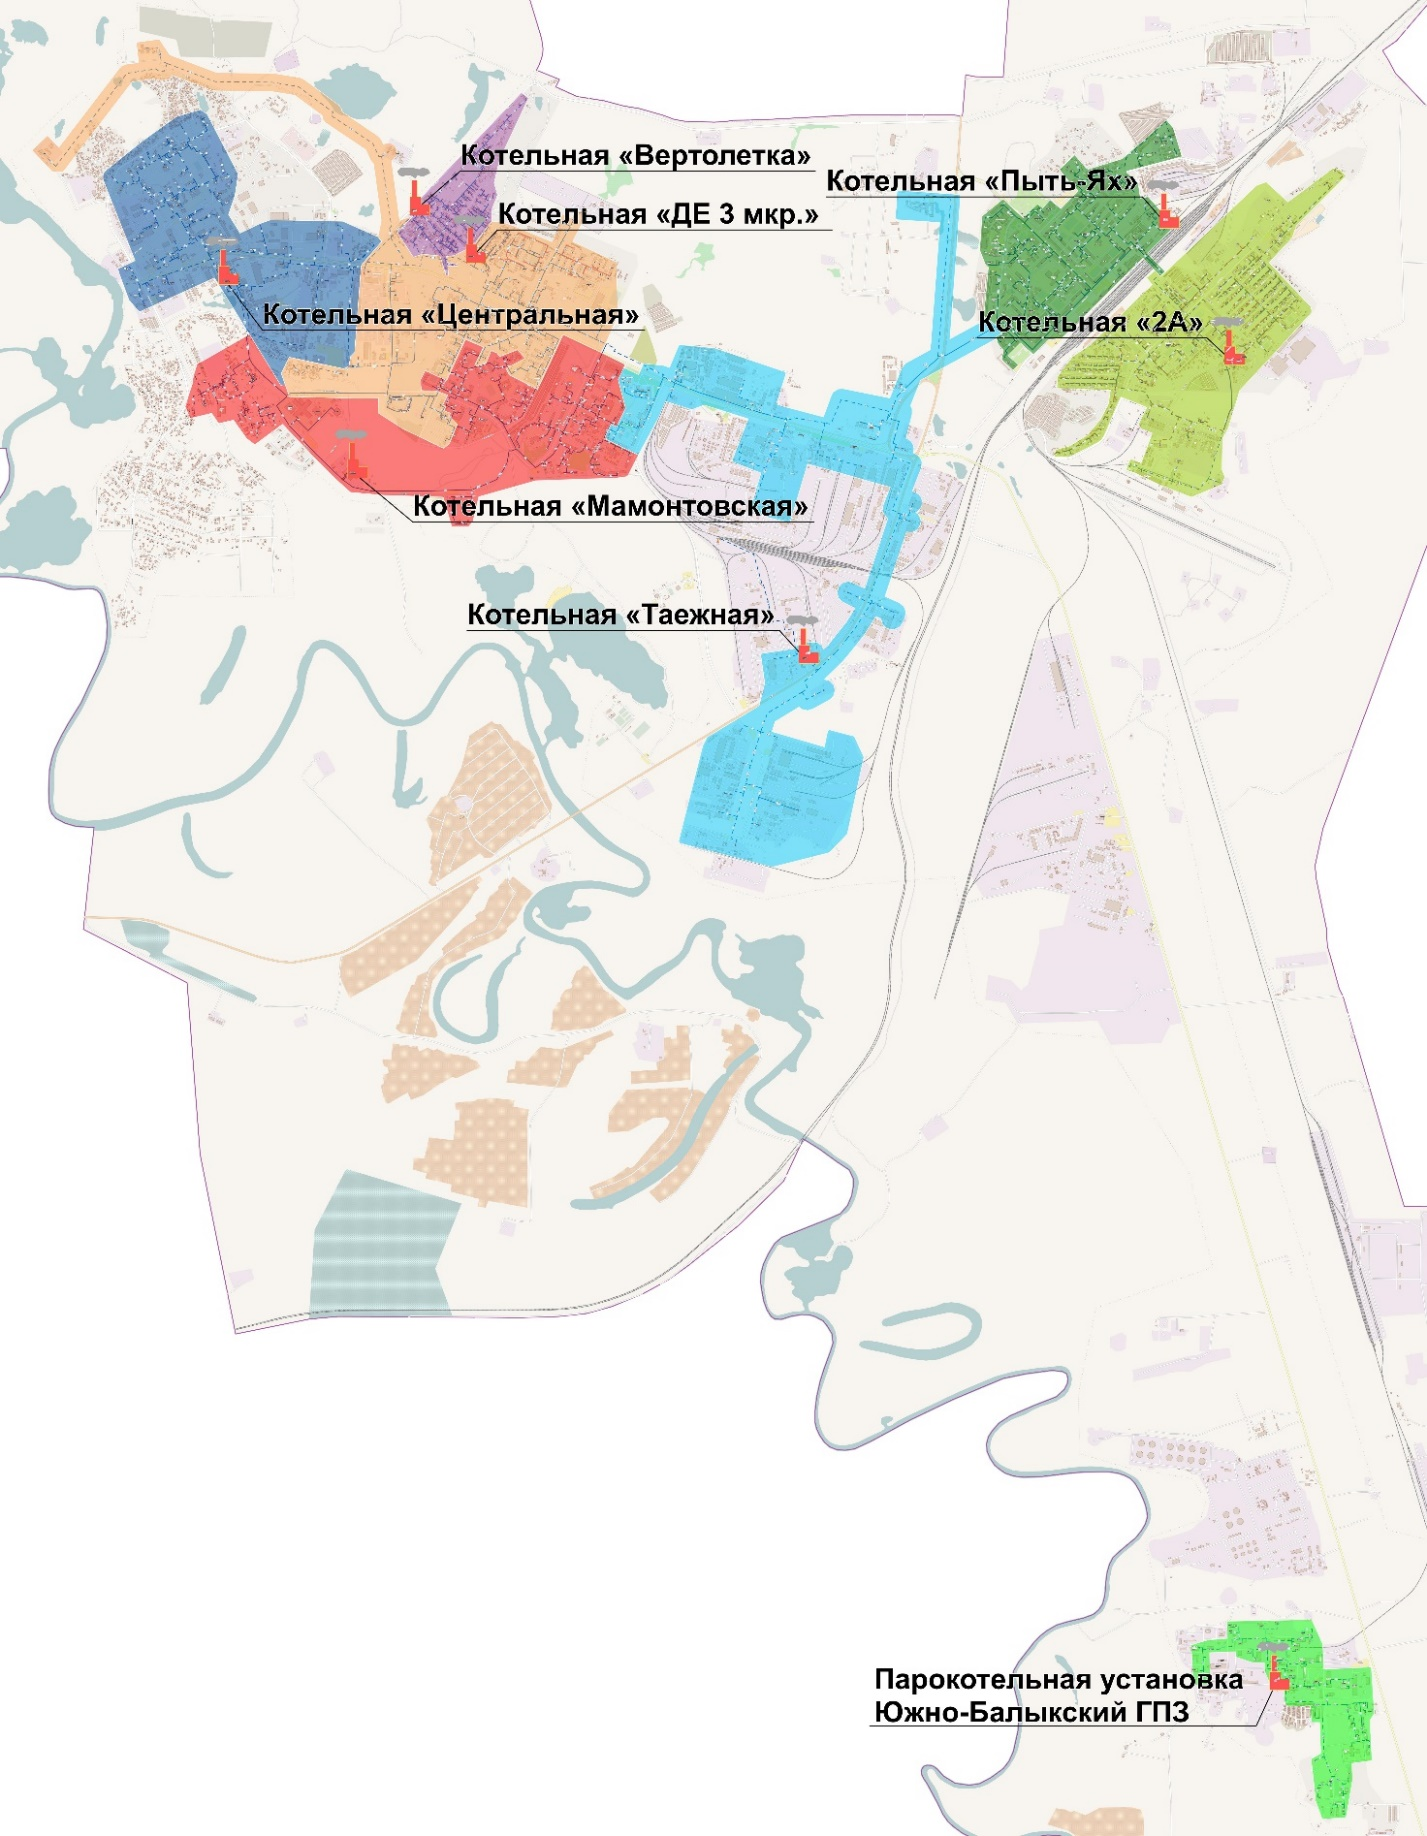 Котельная «Вертолетка»
Котельная «Пыть-Ях»
Котельная «ДЕ 3 мкр.»
Котельная «Центральная»
Котельная «2А»
Котельная «Мамонтовская»
Котельная «Таежная»
Парокотельная установка
Южно-Балыкский ГПЗ